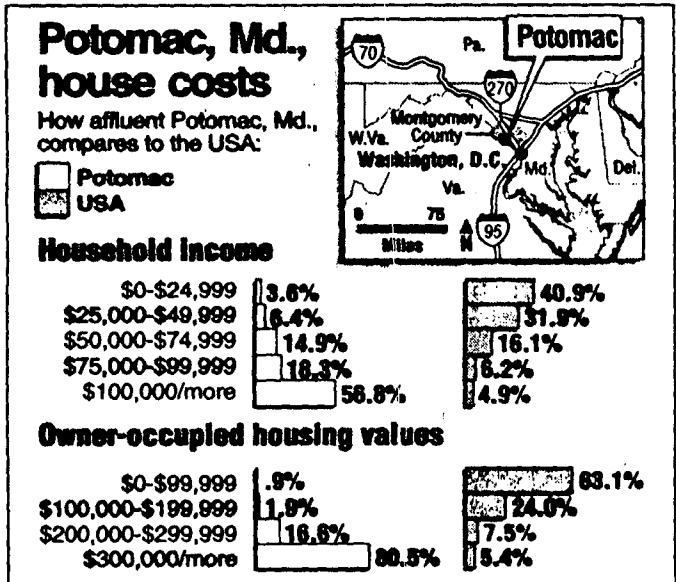 Potomac, Md.,
house costs
How affluent Potomac, Md.,
compares to the USA:
Potomac
USA
70
Pa.
Potomac
270
Montgomery
County
W.Va.
Washington, D.C.
Md.
Del.
Va.
0 75
Miles
N
95
Household income
$0-$24,999 3.6% 40.9%
$25,000-$49,999 6.4% 31.9%
$50,000-$74,999 14.9% 16.1%
$75,000-$99,999 18.3% 6.2%
$100,000/more 56.8% 4.9%
Owner-occupied housing values
$0-$99,999 .9% 63.1%
$100,000-$199,999 1.9% 24.0%
$200,000-$299,999 16.6% 7.5%
$300,000/more 80.5% 5.4%